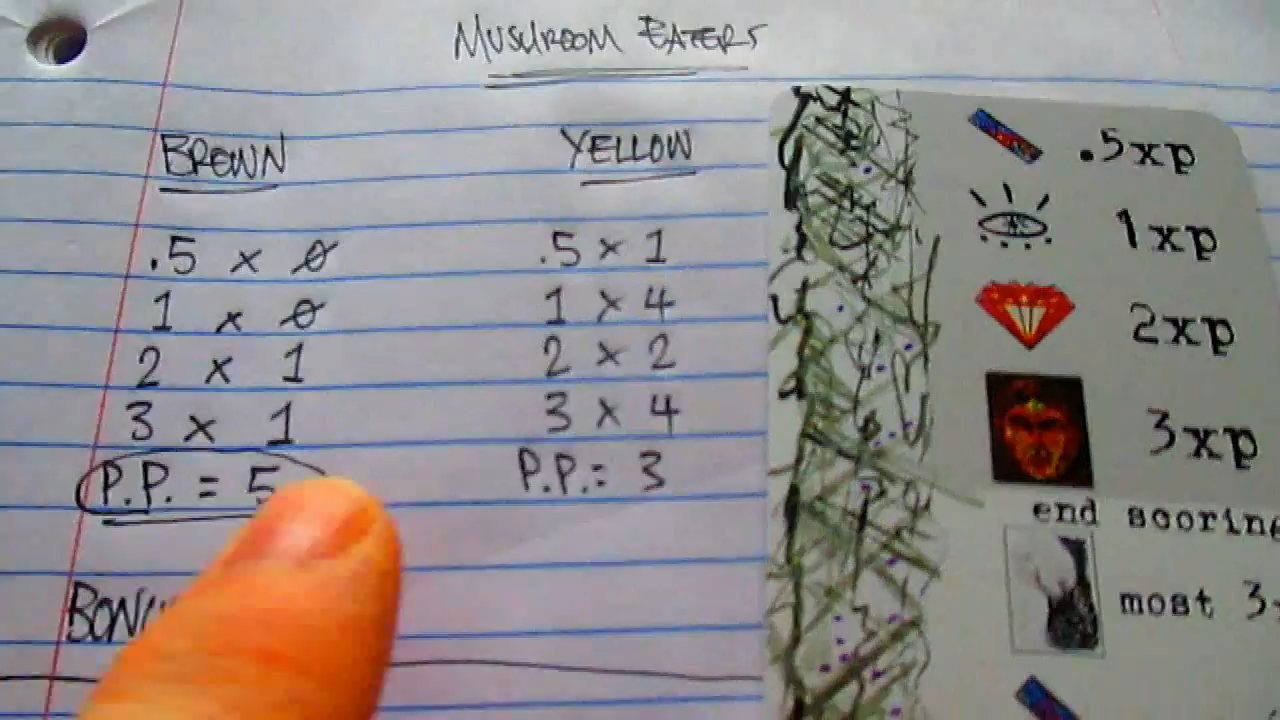 MUSHROOM EATERS
BROWN YELLOW
.5 x 0 .5 x 1
1 x 0 1 x 4
2 x 1 2 x 2
3 x 1 3 x 4
P.P. = 5 P.P.: 3
.5xp
1xp
2xp
3xp
end scoring
most 3